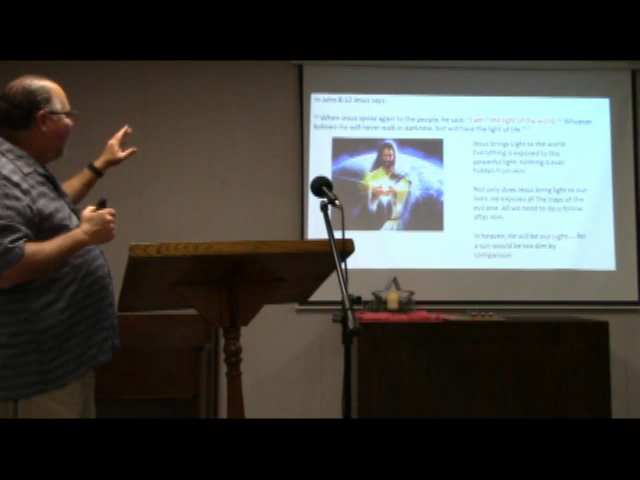 In John 8:12 Jesus says:
When Jesus spoke again to the people, he said, "I am the light of the world. Whoever
follows me will never walk in darkness, but will have the light of life."
Jesus brings Light to the world
Everything is exposed to this
powerful light, nothing is ever
hidden from Him.
Not only does Jesus bring light to our
lives, He exposes all the traps of the
evil one. All we need to do is follow
after Him.
In heaven, he will be our Light.... for
a sun would be too dim by
comparison.